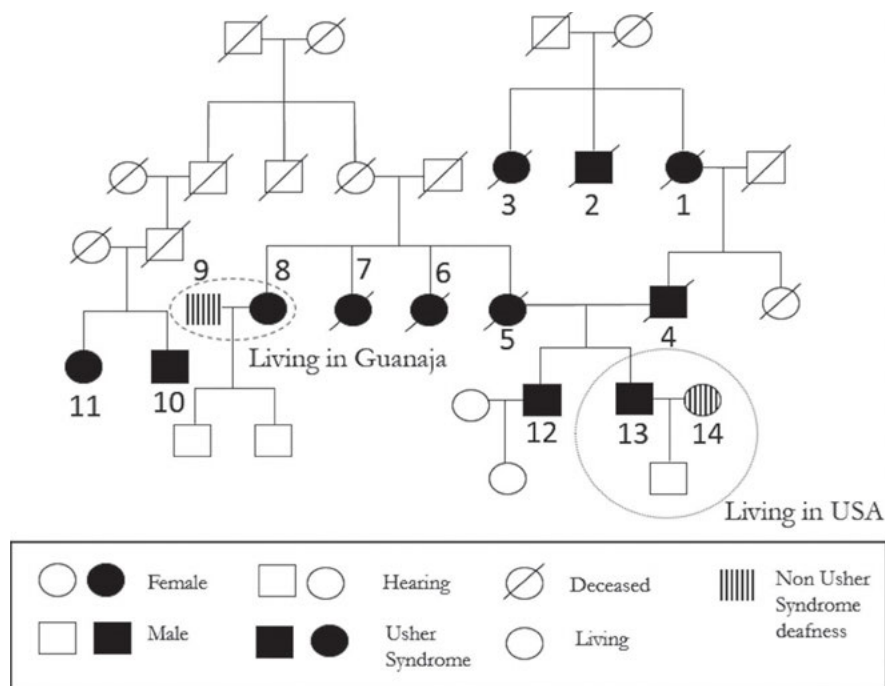 3 2 1
9 8 7 6
5 4
Living in Guanaja
11 10 12 13 14
Living in USA
Female Hearing Deceased Non Usher
Syndrome
deafness
Male Usher
Syndrome Living